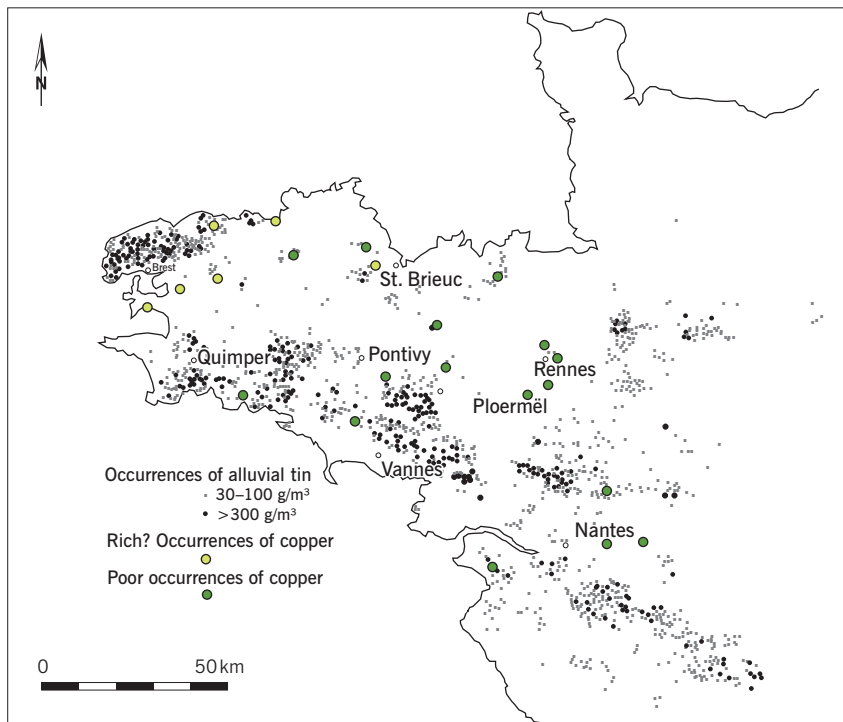 N
Brest
St. Brieuc
Quimper
Pontivy
Rennes
Ploermël
Vannes
Occurrences of alluvial tin
30–100 g/m³
>300 g/m³
Rich? Occurrences of copper
Nantes
Poor occurrences of copper
0 50 km